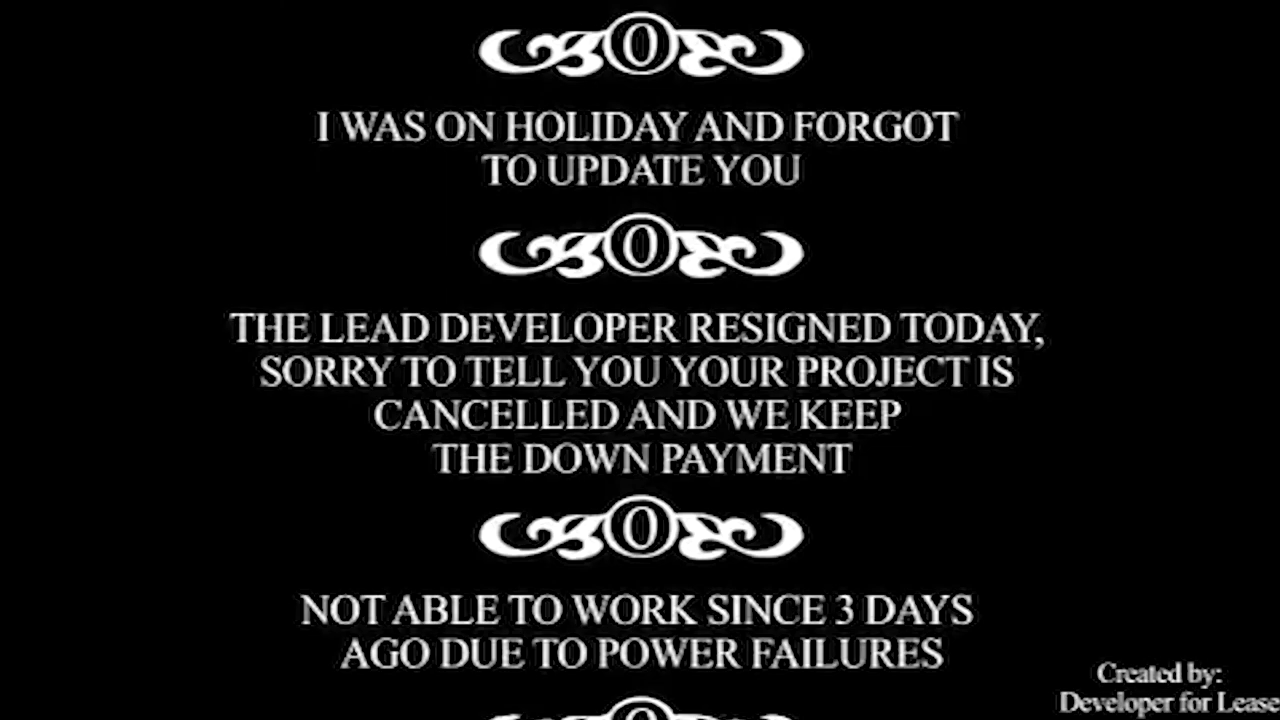 I WAS ON HOLIDAY AND FORGOT
TO UPDATE YOU
THE LEAD DEVELOPER RESIGNED TODAY,
SORRY TO TELL YOU YOUR PROJECT IS
CANCELLED AND WE KEEP
THE DOWN PAYMENT
NOT ABLE TO WORK SINCE 3 DAYS
AGO DUE TO POWER FAILURES
Created by:
Developer for Lease